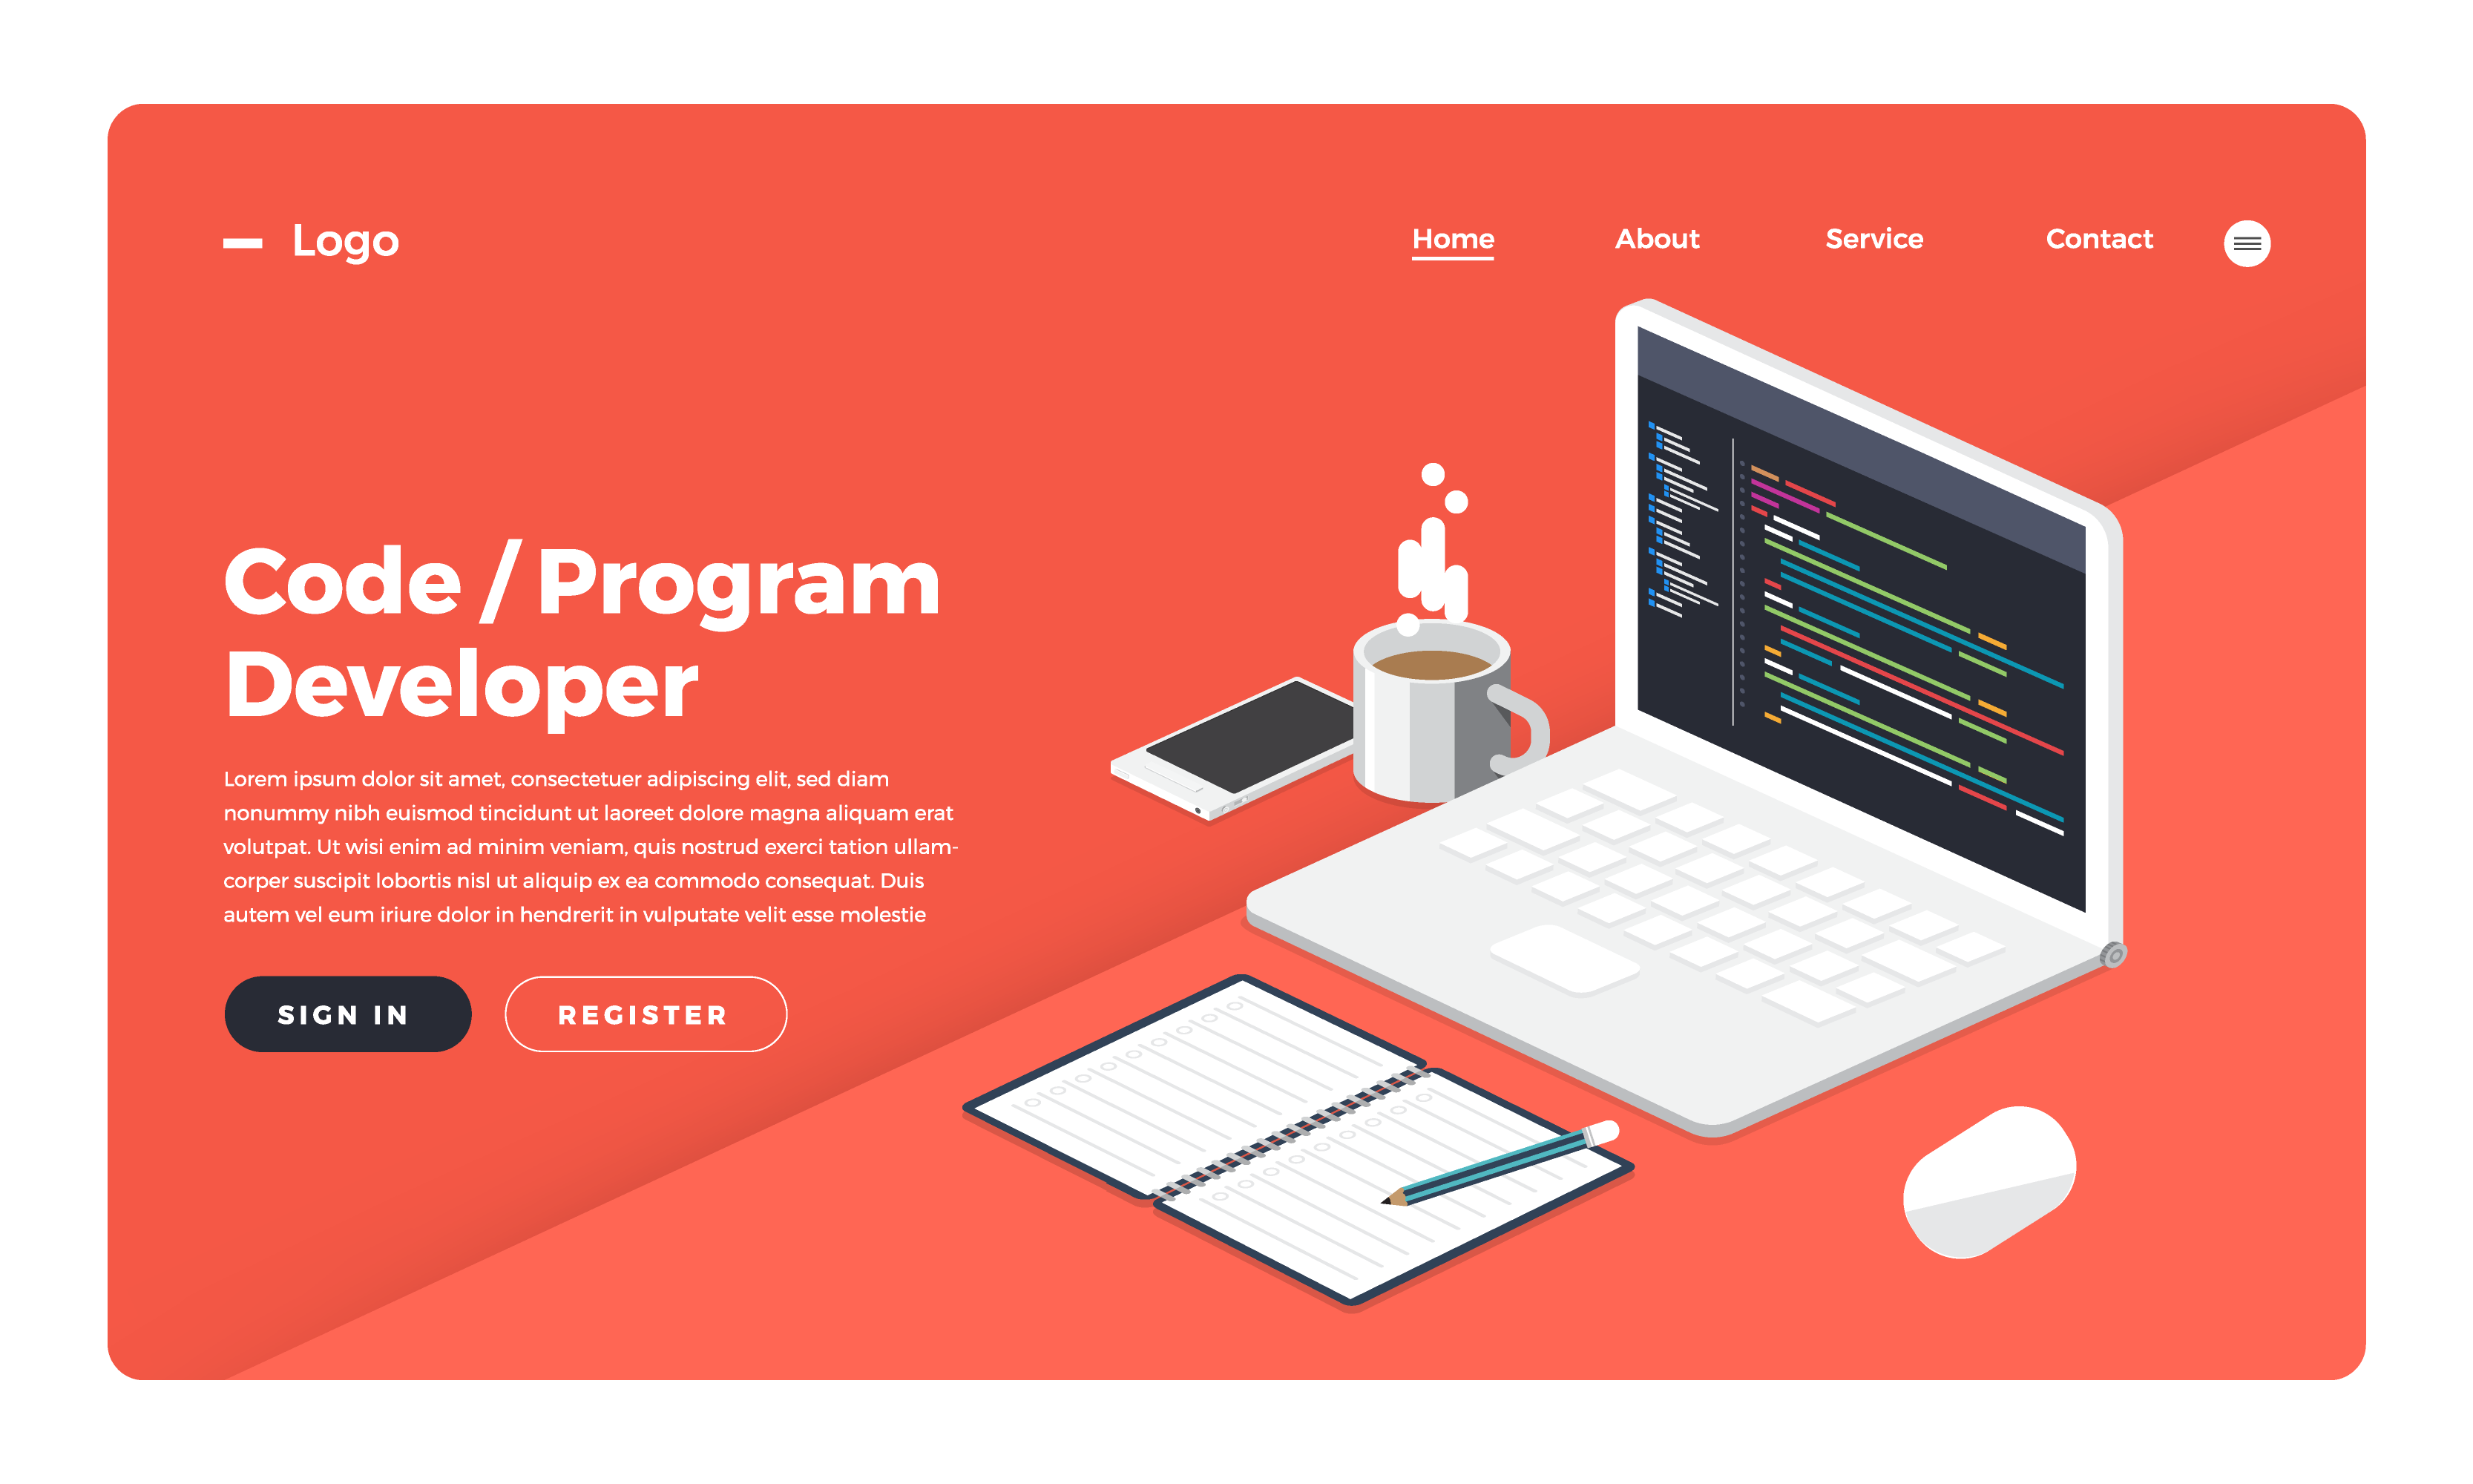 Logo
Home About Service Contact
Code / Program
Developer
Lorem ipsum dolor sit amet, consectetuer adipiscing elit, sed diam
nonummy nibh euismod tincidunt ut laoreet dolore magna aliquam erat
volutpat. Ut wisi enim ad minim veniam, quis nostrud exerci tation ullam-
corper suscipit lobortis nisl ut aliquip ex ea commodo consequat. Duis
autem vel eum iriure dolor in hendrerit in vulputate velit esse molestie
SIGN IN REGISTER